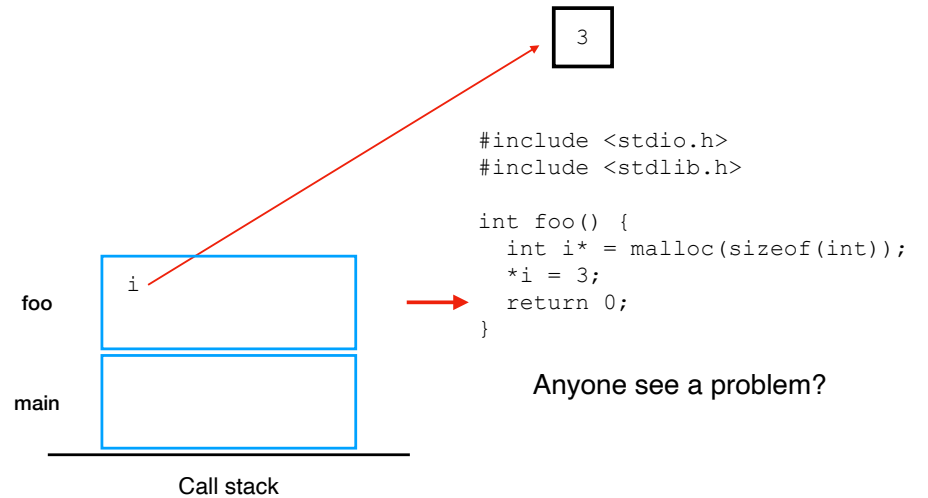 3
#include <stdio.h>
#include <stdlib.h>
int foo() {
  int i* = malloc(sizeof(int));
  *i = 3;
  return 0;
}
i
foo
main
Anyone see a problem?
Call stack